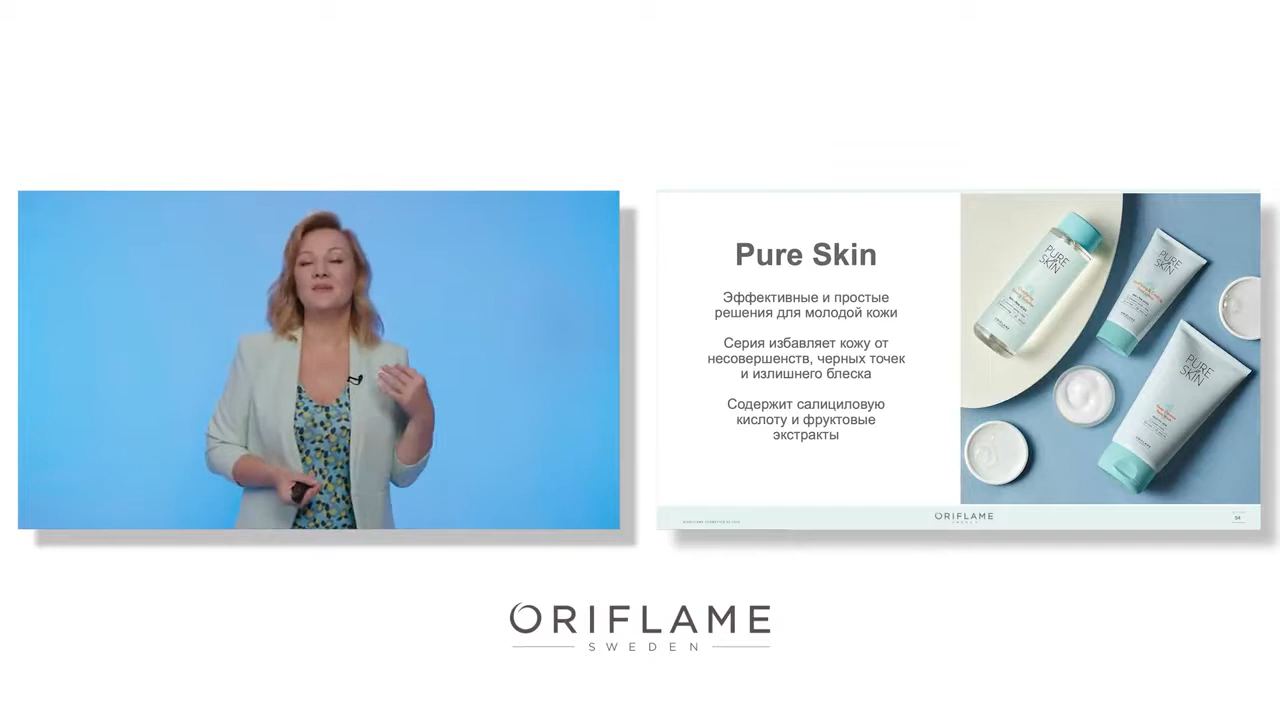 Pure Skin
Эффективные и простые
решения для молодой кожи
Серия избавляет кожу от
несовершенств, черных точек
и излишнего блеска
Содержит салициловую
кислоту и фруктовые
экстракты
PURE
SKIN
PURE
SKIN
PURE
SKIN
ORIFLAME
54
ORIFLAME
SWEDEN